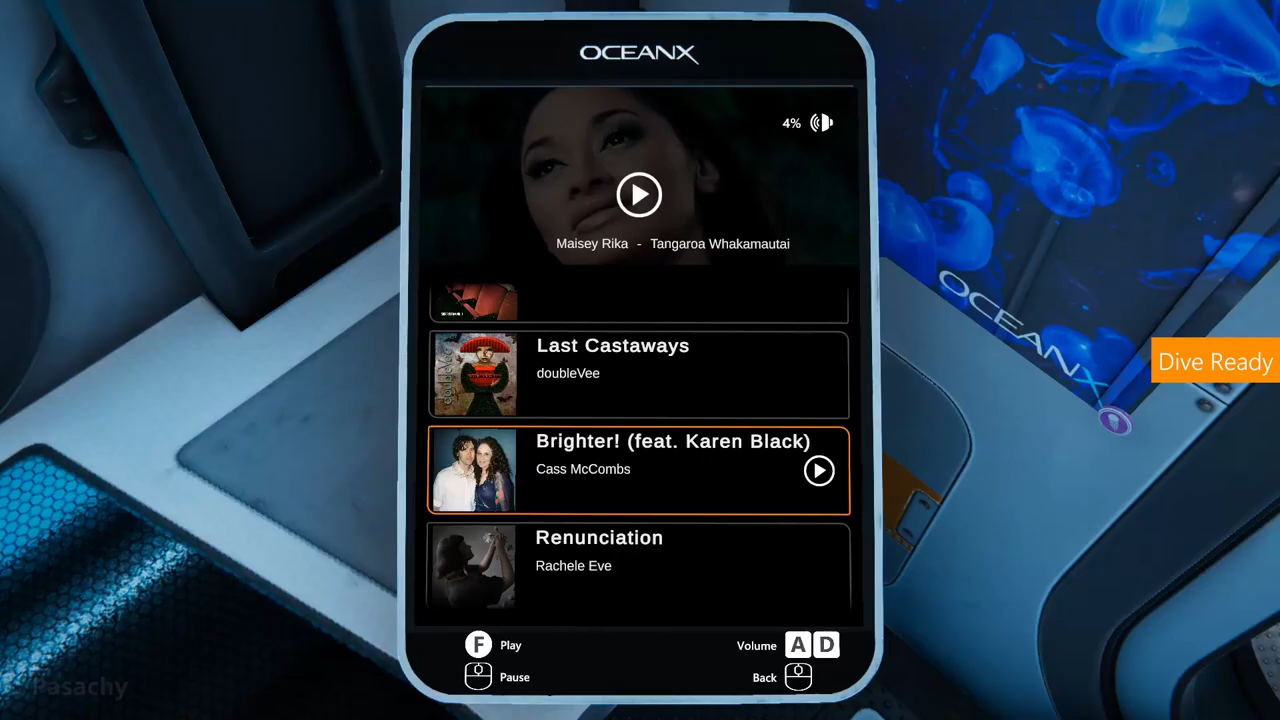 OCEANX
4%
Maisey Rika - Tangaroa Whakamautai
Last Castaways
doubleVee
Brighter! (feat. Karen Black)
Cass McCombs
Renunciation
Rachele Eve
F Play
Volume A D
Pause
Back
OCEANX
Dive Ready
Pasachy